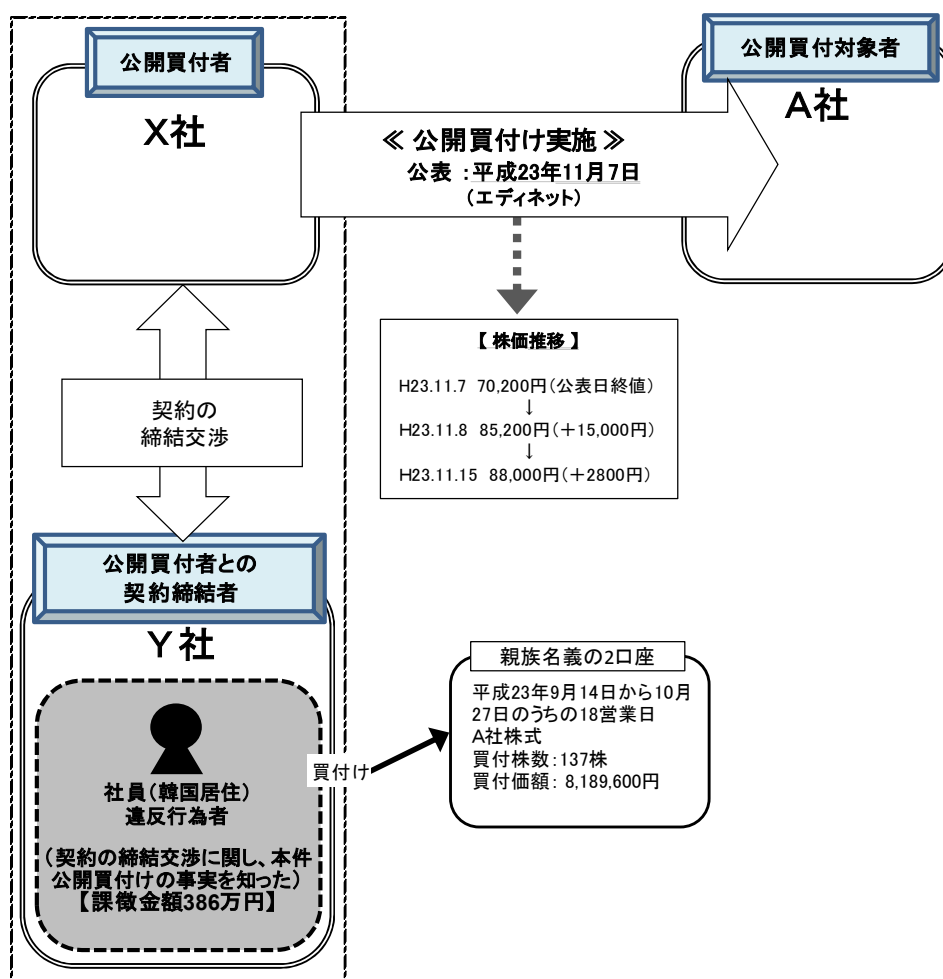 公開買付者
X社
公開買付対象者
A社
≪ 公開買付け実施 ≫
公表 :平成23年11月7日
(エディネット)
【 株価推移 】
H23.11.7 70,200円(公表日終値)
↓
H23.11.8 85,200円(+15,000円)
↓
H23.11.15 88,000円(+2800円)
契約の
締結交渉
公開買付者との
契約締結者
Y社
社員(韓国居住)
違反行為者
(契約の締結交渉に関し、本件
公開買付けの事実を知った)
【課徴金額386万円】
買付け
親族名義の2口座
平成23年9月14日から10月
27日のうちの18営業日
A社株式
買付株数:137株
買付価額: 8,189,600円